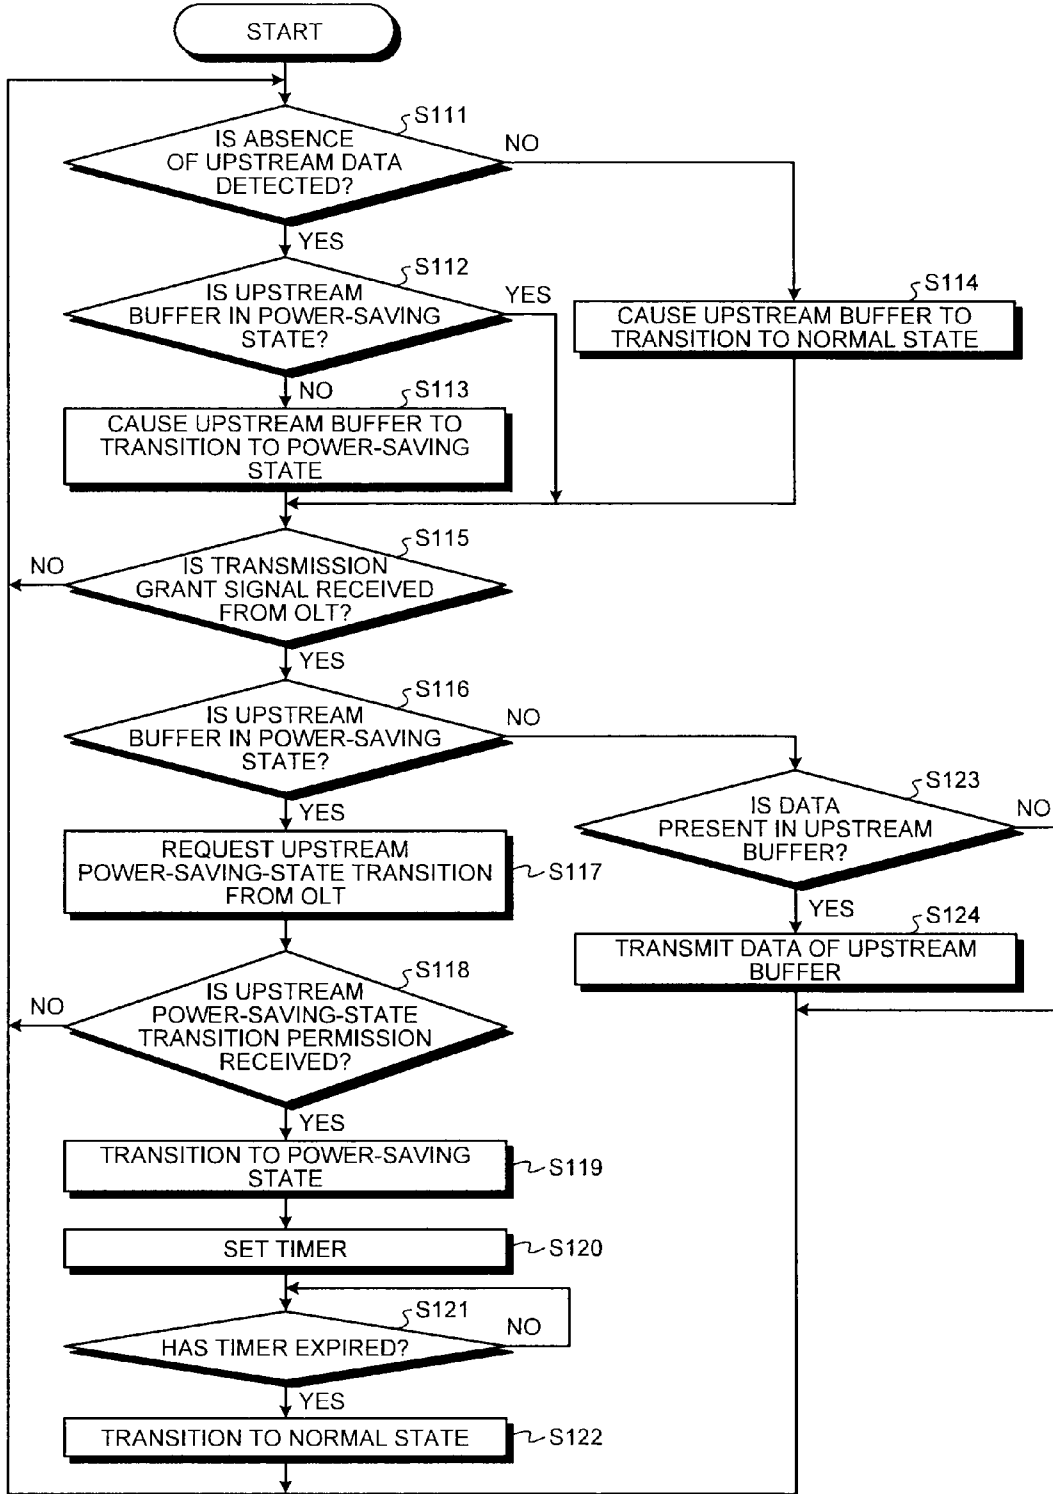 START
S111
IS ABSENCE
OF UPSTREAM DATA
DETECTED?
NO
YES
S112
IS UPSTREAM
BUFFER IN POWER-SAVING
STATE?
YES
NO
S114
CAUSE UPSTREAM BUFFER TO
TRANSITION TO NORMAL STATE
S113
CAUSE UPSTREAM BUFFER TO
TRANSITION TO POWER-SAVING
STATE
S115
IS TRANSMISSION
GRANT SIGNAL RECEIVED
FROM OLT?
NO
YES
S116
IS UPSTREAM
BUFFER IN POWER-SAVING
STATE?
NO
YES
S123
IS DATA
PRESENT IN UPSTREAM
BUFFER?
NO
YES
REQUEST UPSTREAM
POWER-SAVING-STATE TRANSITION
FROM OLT
S117
S124
TRANSMIT DATA OF UPSTREAM
BUFFER
S118
IS UPSTREAM
POWER-SAVING-STATE
TRANSITION PERMISSION
RECEIVED?
NO
YES
TRANSITION TO POWER-SAVING
STATE
S119
SET TIMER
S120
S121
HAS TIMER EXPIRED?
NO
YES
TRANSITION TO NORMAL STATE
S122